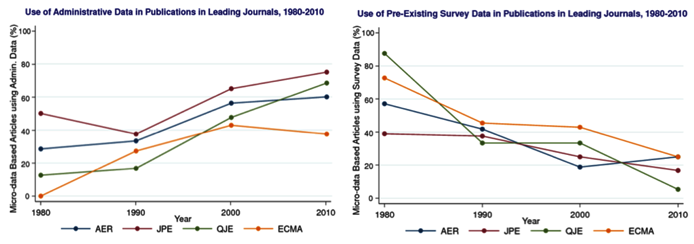 Use of Administrative Data in Publications in Leading Journals, 1980-2010
Micro-data Based Articles using Admin. Data (%)
100
80
60
40
20
0
1980
1990
2000
2010
Year
AER
JPE
QJE
ECMA
Use of Pre-Existing Survey Data in Publications in Leading Journals, 1980-2010
Micro-data Based Articles using Survey Data (%)
100
80
60
40
20
0
1980
1990
2000
2010
Year
AER
JPE
QJE
ECMA